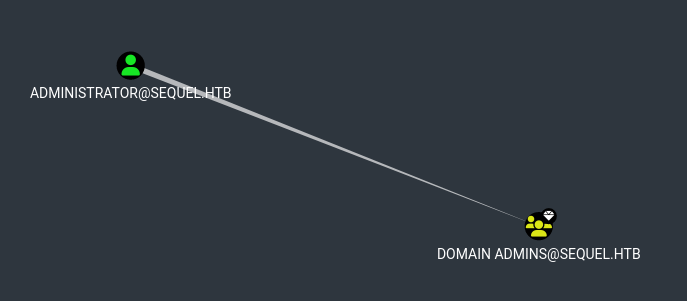 ADMINISTRATOR@SEQUEL.HTB
DOMAIN ADMINS@SEQUEL.HTB